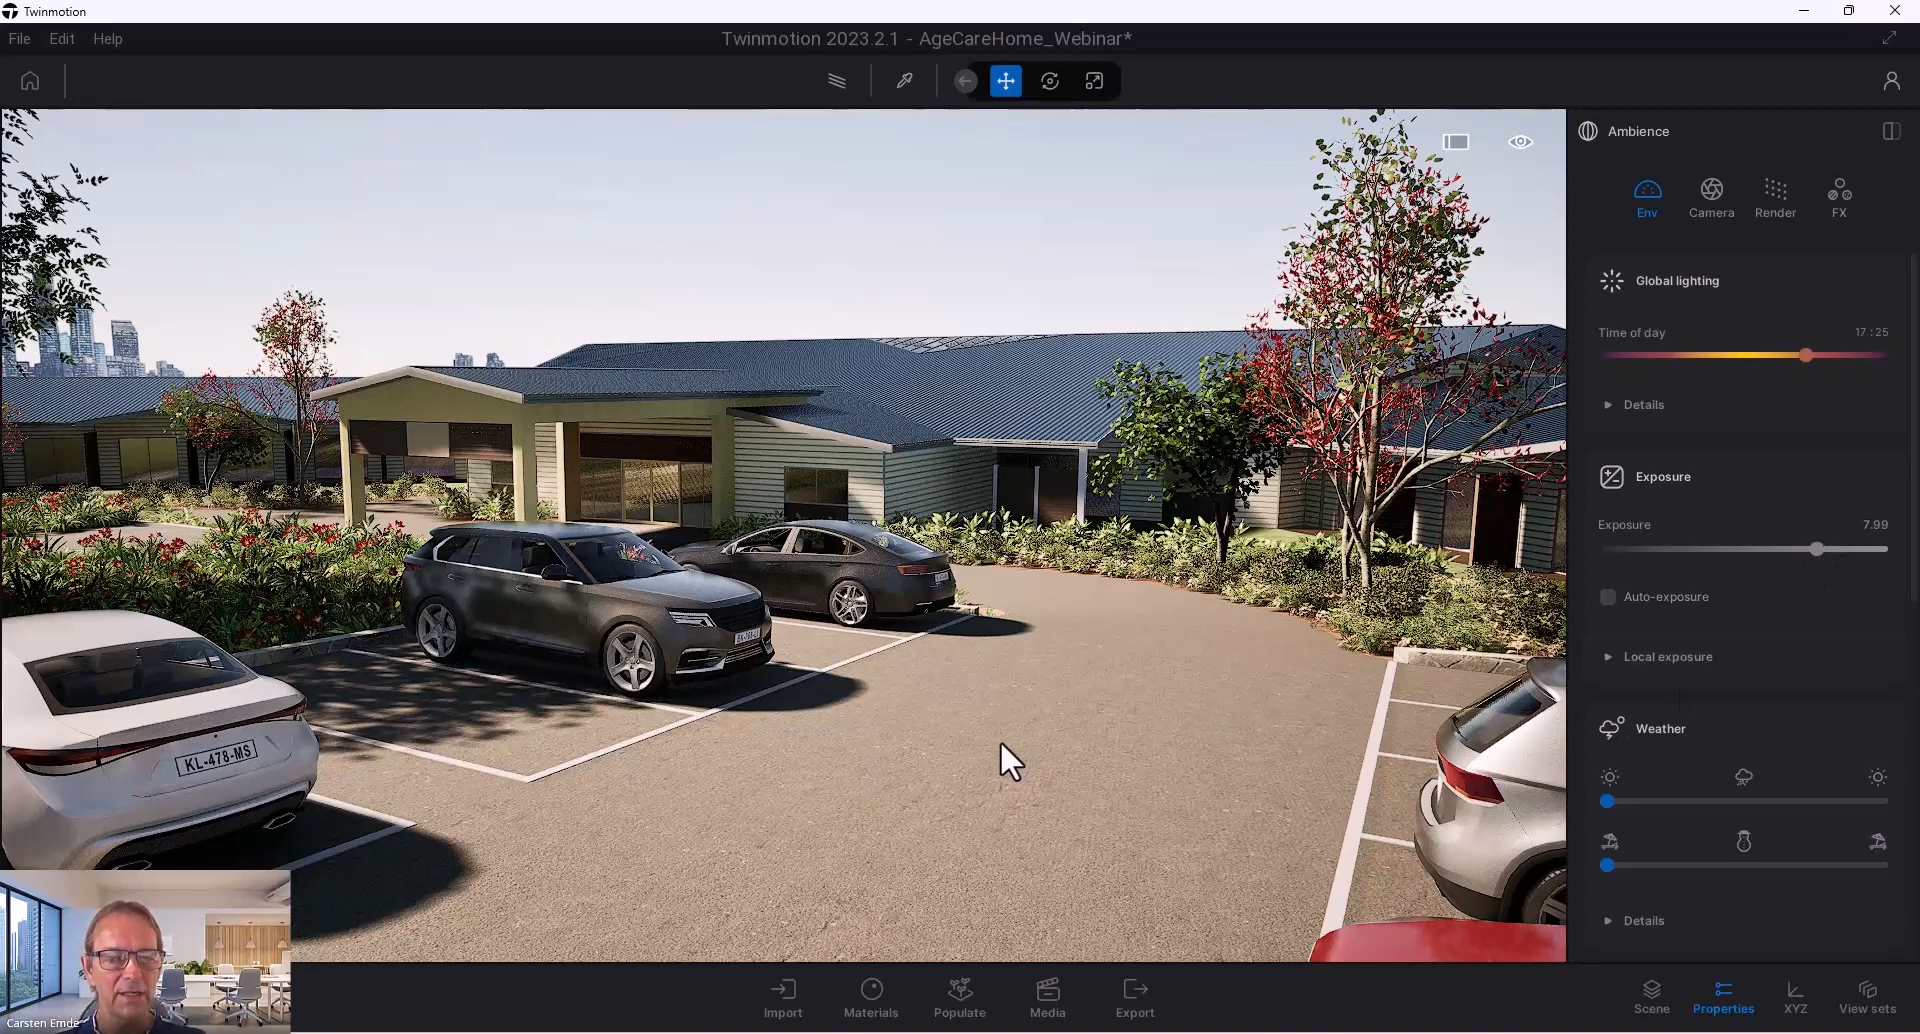 Twinmotion
File Edit Help
Twinmotion 2023.2.1 - AgeCareHome_Webinar*
Ambience
Env Camera Render FX
Global lighting
Time of day 17:25
Details
Exposure
Exposure 7.99
Auto-exposure
Local exposure
Weather
Details
KL-478-MS
Carsten Emde
Import Materials Populate Media Export
Scene Properties XYZ View sets